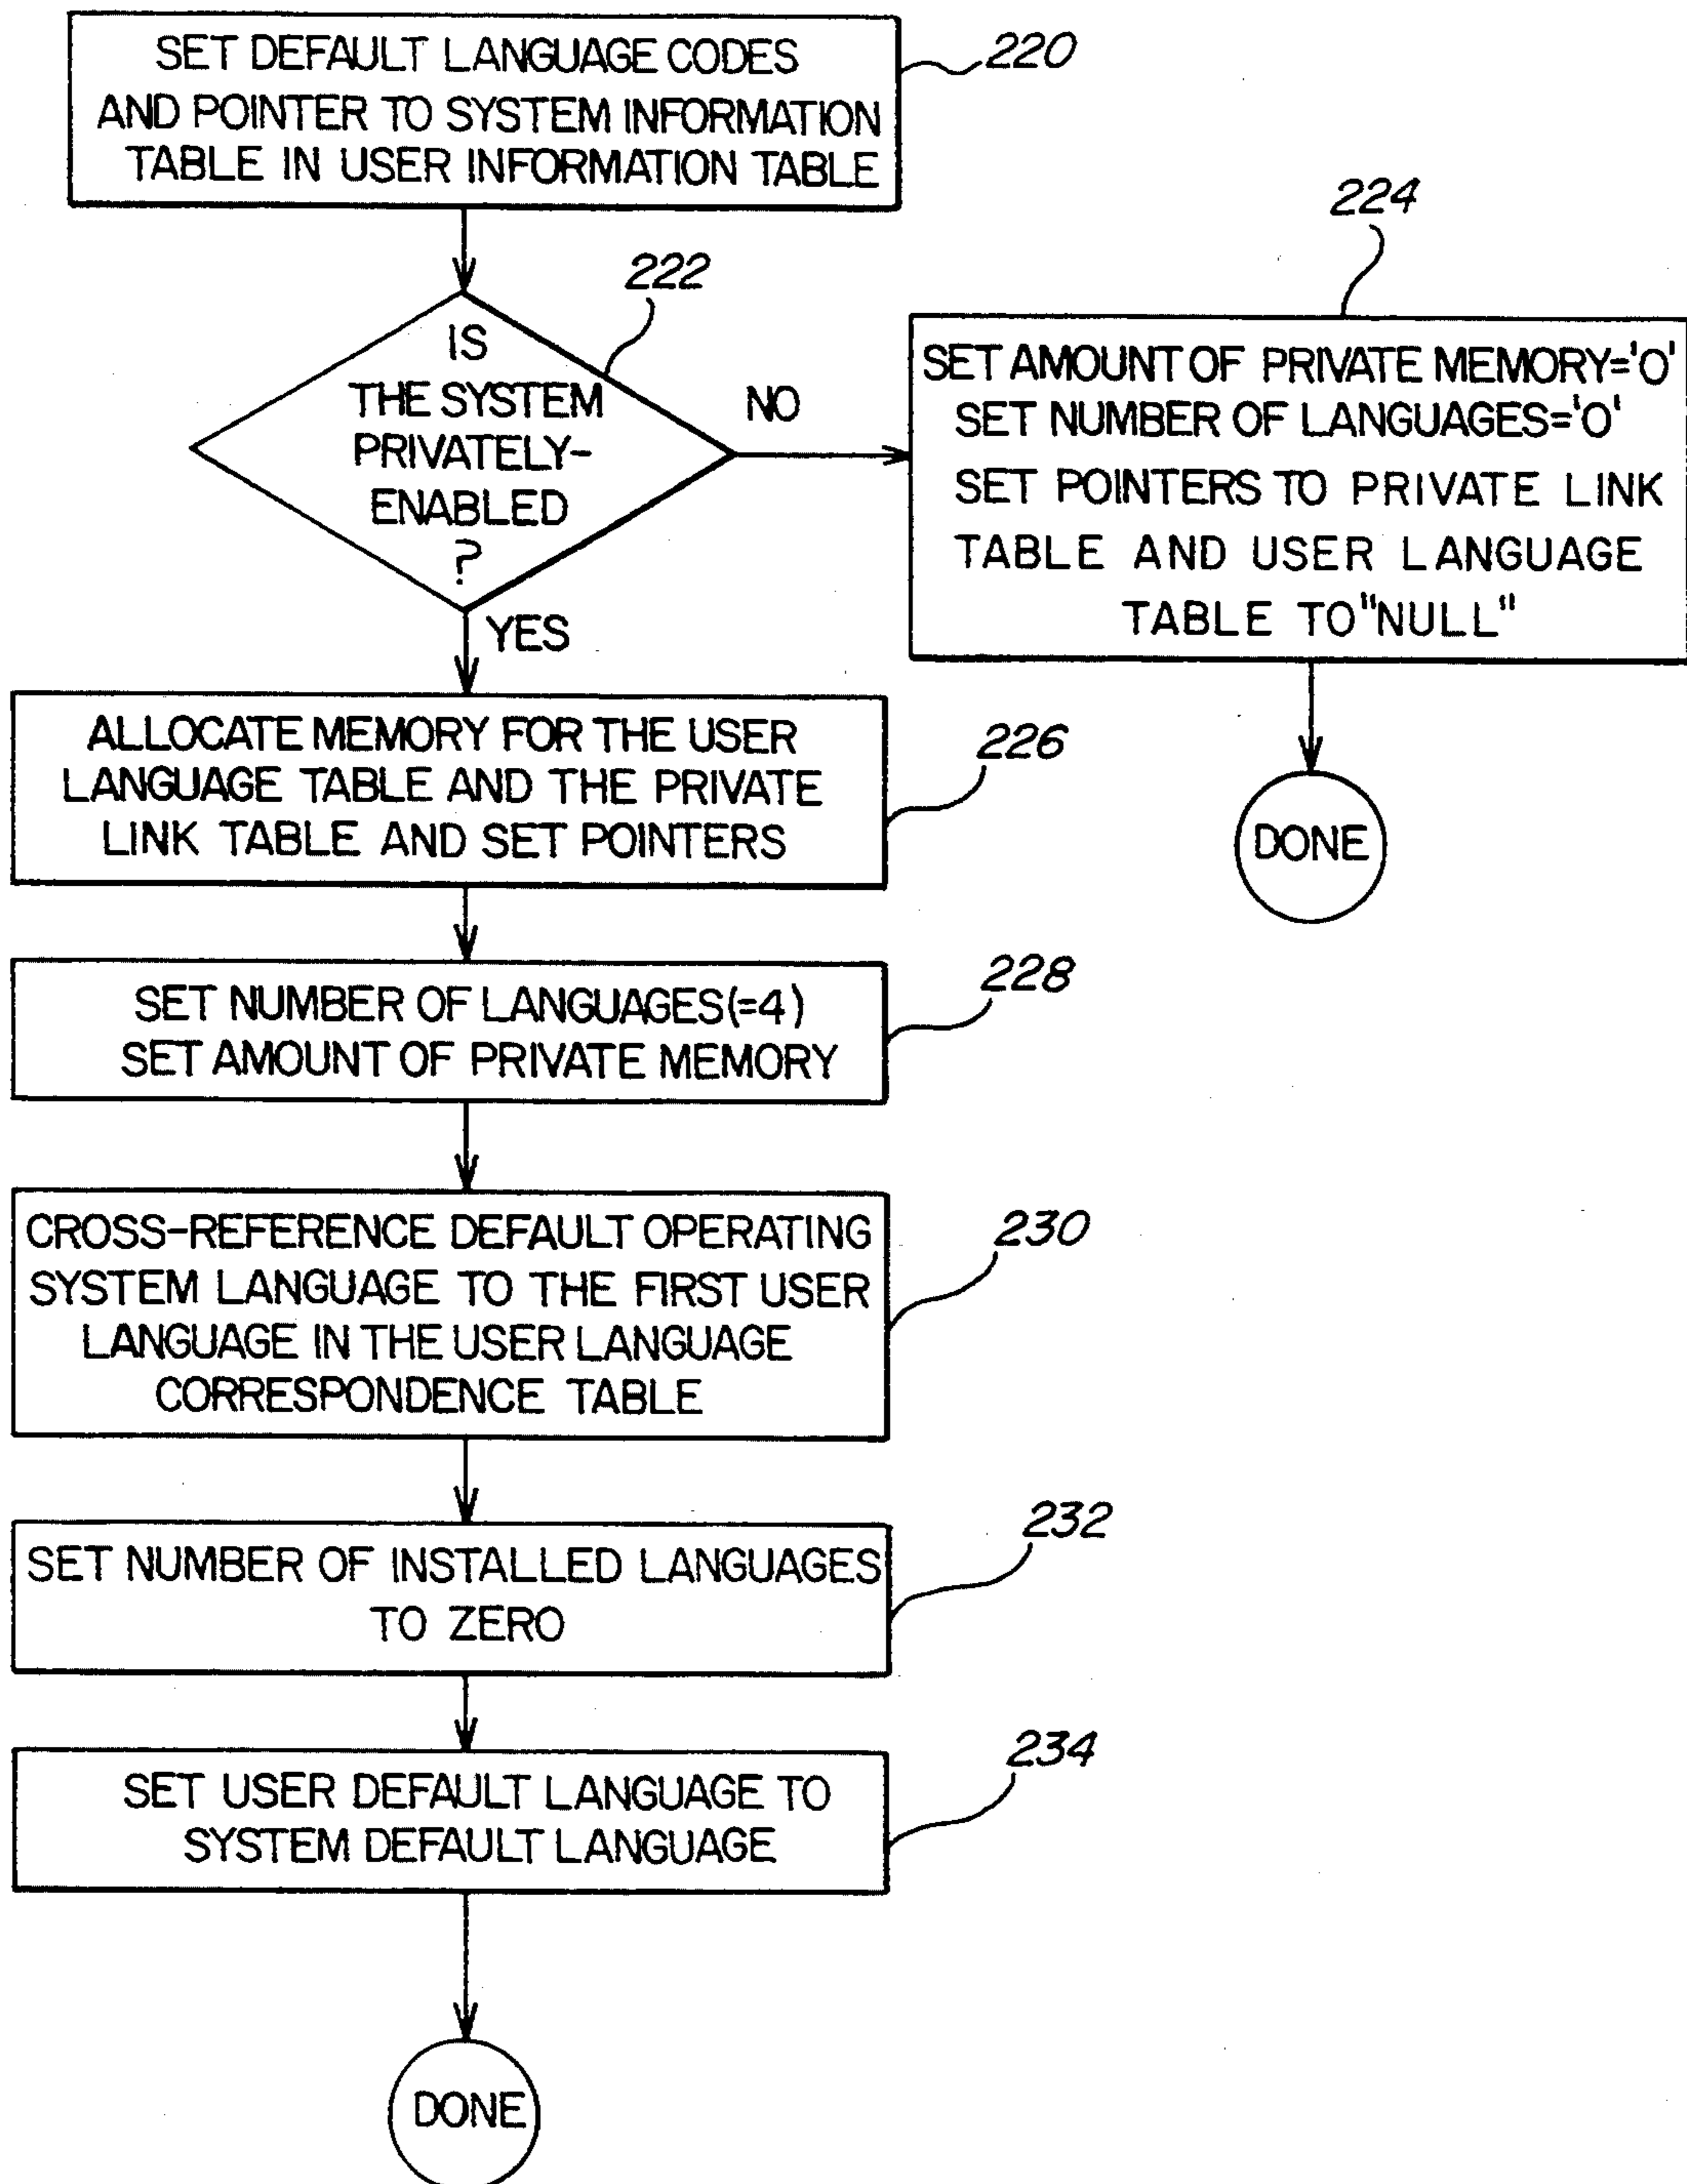 SET DEFAULT LANGUAGE CODES
AND POINTER TO SYSTEM INFORMATION
TABLE IN USER INFORMATION TABLE
220
222
IS
THE SYSTEM
PRIVATELY-
ENABLED
?
NO
YES
224
SET AMOUNT OF PRIVATE MEMORY='0'
SET NUMBER OF LANGUAGES='0'
SET POINTERS TO PRIVATE LINK
TABLE AND USER LANGUAGE
TABLE TO "NULL"
DONE
ALLOCATE MEMORY FOR THE USER
LANGUAGE TABLE AND THE PRIVATE
LINK TABLE AND SET POINTERS
226
SET NUMBER OF LANGUAGES(=4)
SET AMOUNT OF PRIVATE MEMORY
228
CROSS-REFERENCE DEFAULT OPERATING
SYSTEM LANGUAGE TO THE FIRST USER
LANGUAGE IN THE USER LANGUAGE
CORRESPONDENCE TABLE
230
SET NUMBER OF INSTALLED LANGUAGES
TO ZERO
232
SET USER DEFAULT LANGUAGE TO
SYSTEM DEFAULT LANGUAGE
234
DONE